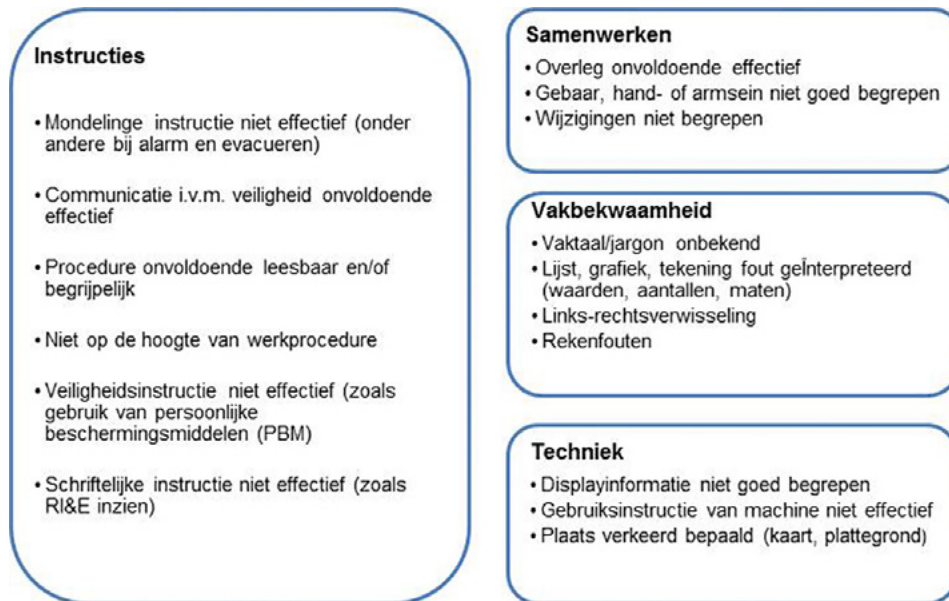 Instructies
• Mondelinge instructie niet effectief (onder
andere bij alarm en evacueren)
• Communicatie i.v.m. veiligheid onvoldoende
effectief
• Procedure onvoldoende leesbaar en/of
begrijpelijk
• Niet op de hoogte van werkprocedure
• Veiligheidsinstructie niet effectief (zoals
gebruik van persoonlijke
beschermingsmiddelen (PBM)
• Schriftelijke instructie niet effectief (zoals
RI&E inzien)
Samenwerken
• Overleg onvoldoende effectief
• Gebaar, hand- of armsein niet goed begrepen
• Wijzigingen niet begrepen
Vakbekwaamheid
• Vaktaal/jargon onbekend
• Lijst, grafiek, tekening fout geÏnterpreteerd
(waarden, aantallen, maten)
• Links-rechtsverwisseling
• Rekenfouten
Techniek
• Displayinformatie niet goed begrepen
• Gebruiksinstructie van machine niet effectief
• Plaats verkeerd bepaald (kaart, plattegrond)